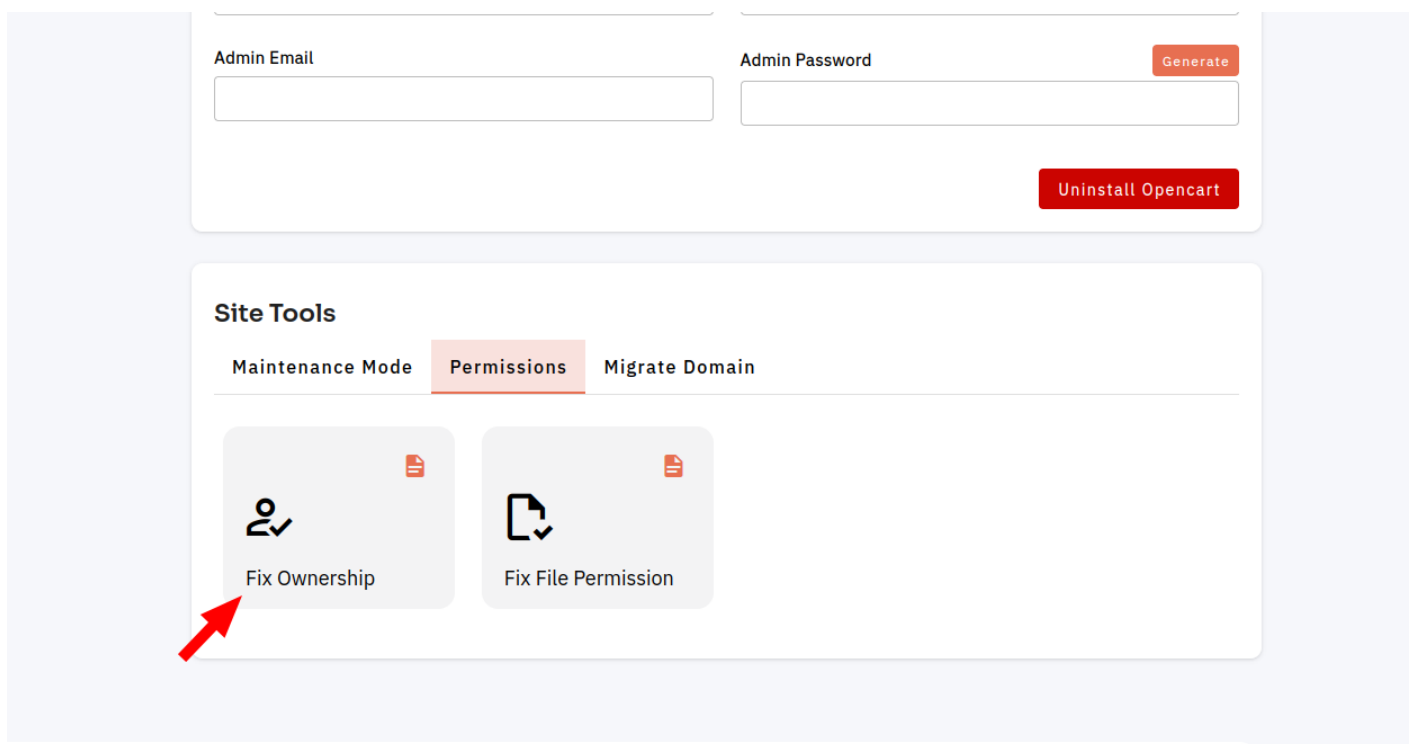 Admin Email
Admin Password
Generate
Uninstall Opencart
Site Tools
Maintenance Mode Permissions Migrate Domain
Fix Ownership
Fix File Permission